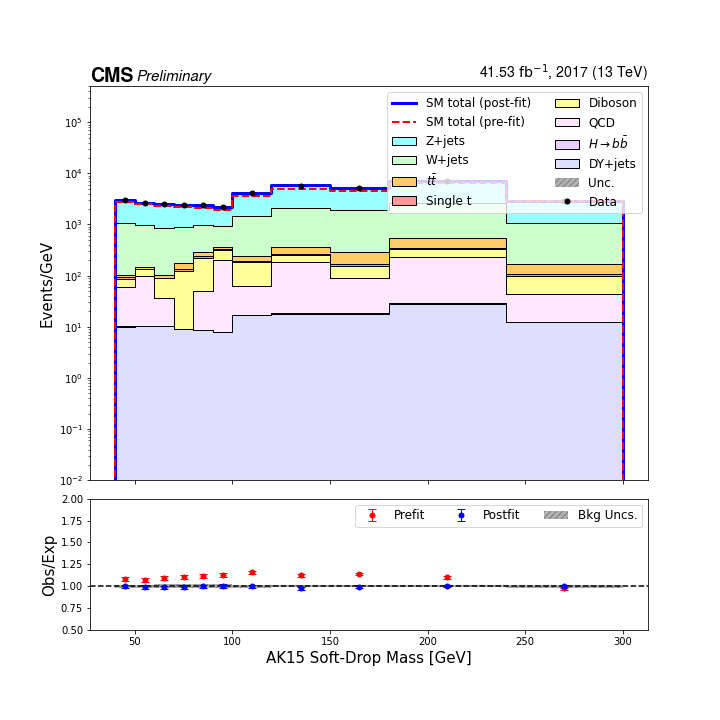 CMS Preliminary
41.53 fb⁻¹, 2017 (13 TeV)
Events/GeV
10⁵
10⁴
10³
10²
10¹
10⁰
10⁻¹
10⁻²
SM total (post-fit)
SM total (pre-fit)
Z+jets
W+jets
tt̄
Single t
Diboson
QCD
H→bb̄
DY+jets
Unc.
Data
Obs/Exp
2.00
1.75
1.50
1.25
1.00
0.75
0.50
Prefit
Postfit
Bkg Uncs.
50
100
150
200
250
300
AK15 Soft-Drop Mass [GeV]